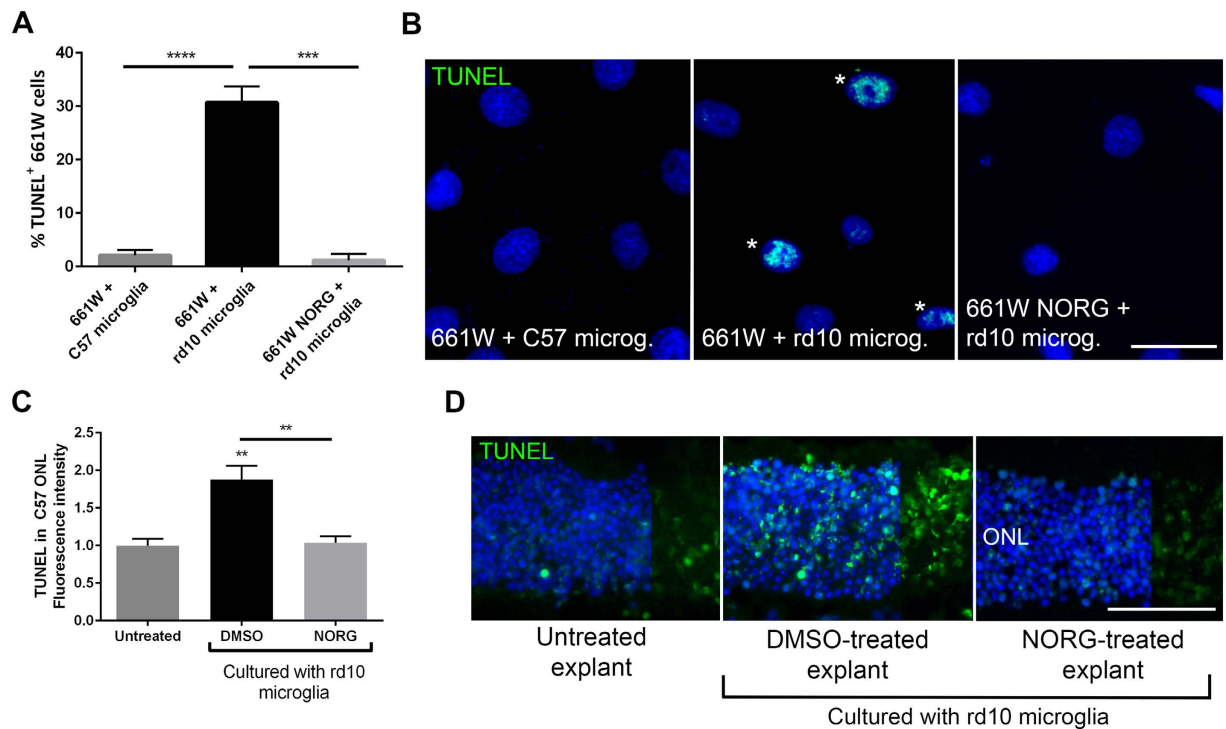 A
% TUNEL+ 661W cells
40
30
20
10
0
****
***
661W +
C57 microglia
661W +
rd10 microglia
661W NORG +
rd10 microglia
B
TUNEL
661W + C57 microg.
*
*
*
661W + rd10 microg.
661W NORG +
rd10 microg.
C
TUNEL in C57 ONL
Fluorescence intensity
2.5
2.0
1.5
1.0
0.5
0.0
**
**
Untreated
DMSO
NORG
Cultured with rd10
microglia
D
TUNEL
ONL
Untreated
explant
DMSO-treated
explant
NORG-treated
explant
Cultured with rd10 microglia